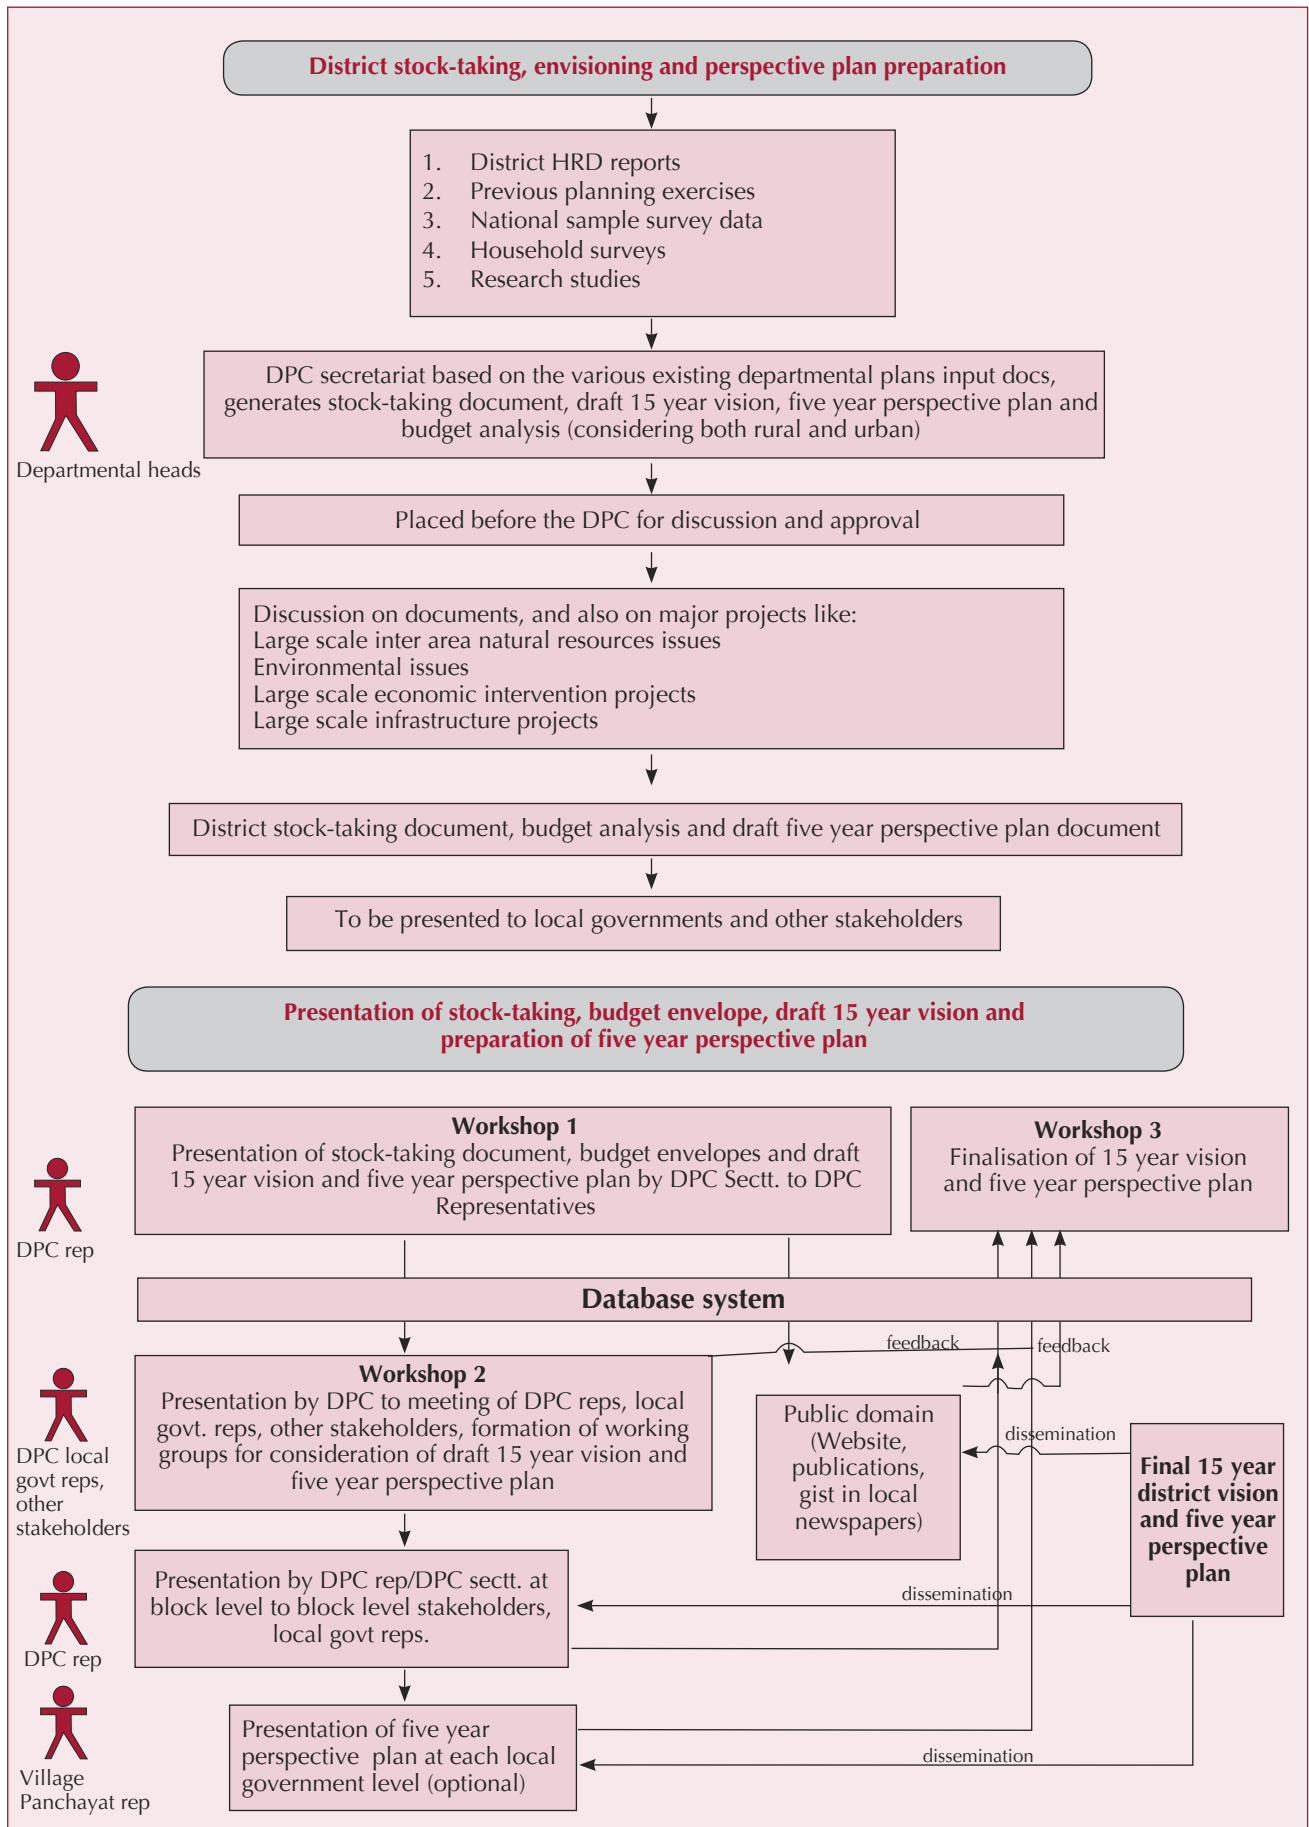 District stock-taking, envisioning and perspective plan preparation
1. District HRD reports
2. Previous planning exercises
3. National sample survey data
4. Household surveys
5. Research studies
Departmental heads
DPC secretariat based on the various existing departmental plans input docs,
generates stock-taking document, draft 15 year vision, five year perspective plan and
budget analysis (considering both rural and urban)
Placed before the DPC for discussion and approval
Discussion on documents, and also on major projects like:
Large scale inter area natural resources issues
Environmental issues
Large scale economic intervention projects
Large scale infrastructure projects
District stock-taking document, budget analysis and draft five year perspective plan document
To be presented to local governments and other stakeholders
Presentation of stock-taking, budget envelope, draft 15 year vision and
preparation of five year perspective plan
DPC rep
Workshop 1
Presentation of stock-taking document, budget envelopes and draft
15 year vision and five year perspective plan by DPC Sectt. to DPC
Representatives
Workshop 3
Finalisation of 15 year vision
and five year perspective plan
Database system
feedback
feedback
DPC local
govt reps,
other
stakeholders
Workshop 2
Presentation by DPC to meeting of DPC reps, local
govt. reps, other stakeholders, formation of working
groups for consideration of draft 15 year vision and
five year perspective plan
Public domain
(Website,
publications,
gist in local
newspapers)
dissemination
Final 15 year
district vision
and five year
perspective
plan
DPC rep
Presentation by DPC rep/DPC sectt. at
block level to block level stakeholders,
local govt reps.
dissemination
Village
Panchayat rep
Presentation of five year
perspective plan at each local
government level (optional)
dissemination